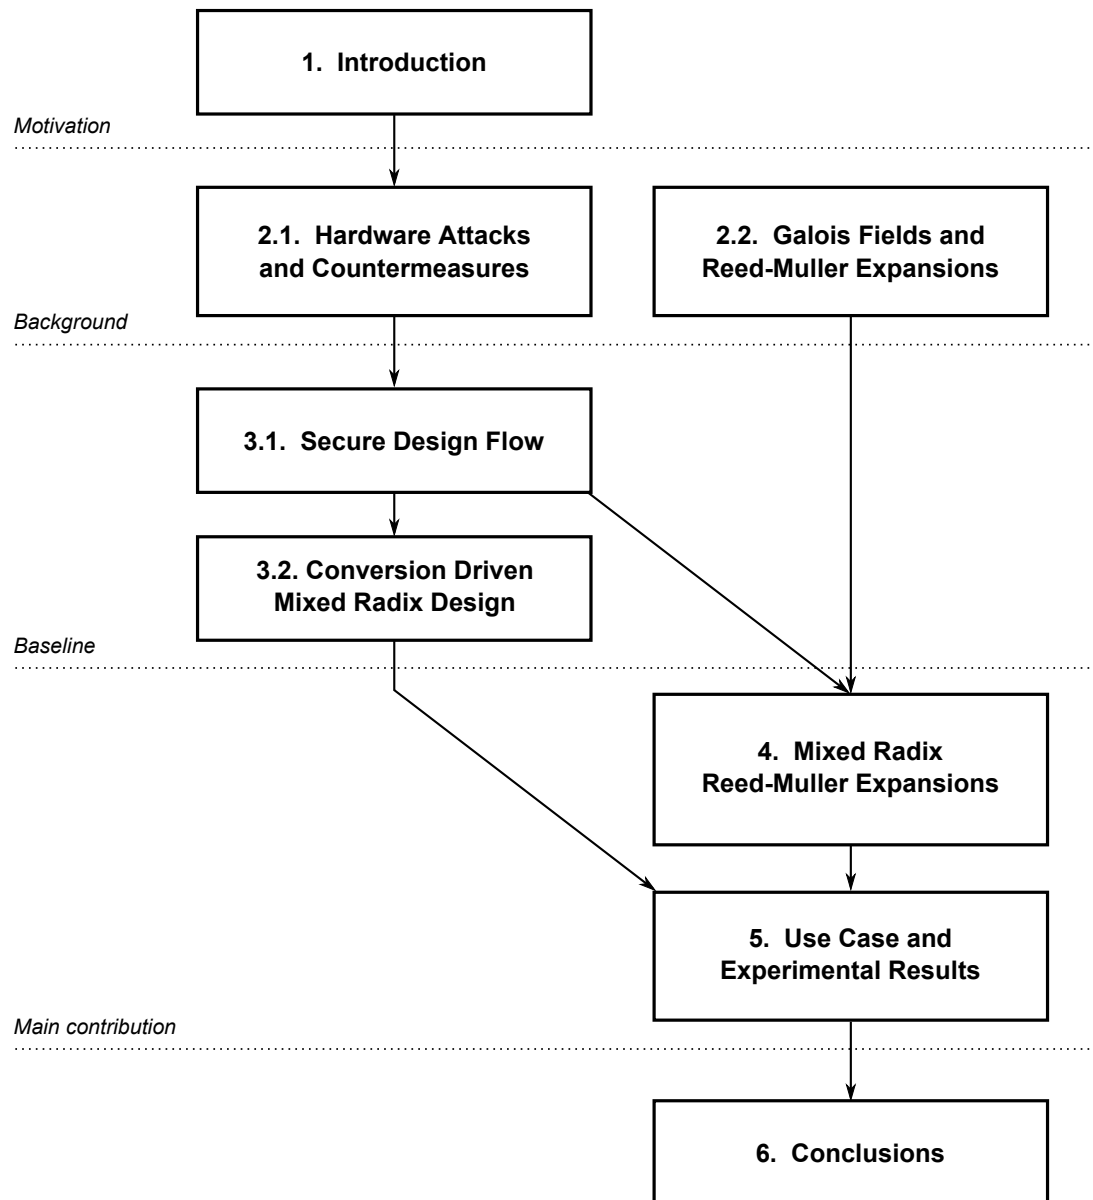 1. Introduction
Motivation
2.1. Hardware Attacks
and Countermeasures
2.2. Galois Fields and
Reed-Muller Expansions
Background
3.1. Secure Design Flow
3.2. Conversion Driven
Mixed Radix Design
Baseline
4. Mixed Radix
Reed-Muller Expansions
5. Use Case and
Experimental Results
Main contribution
6. Conclusions